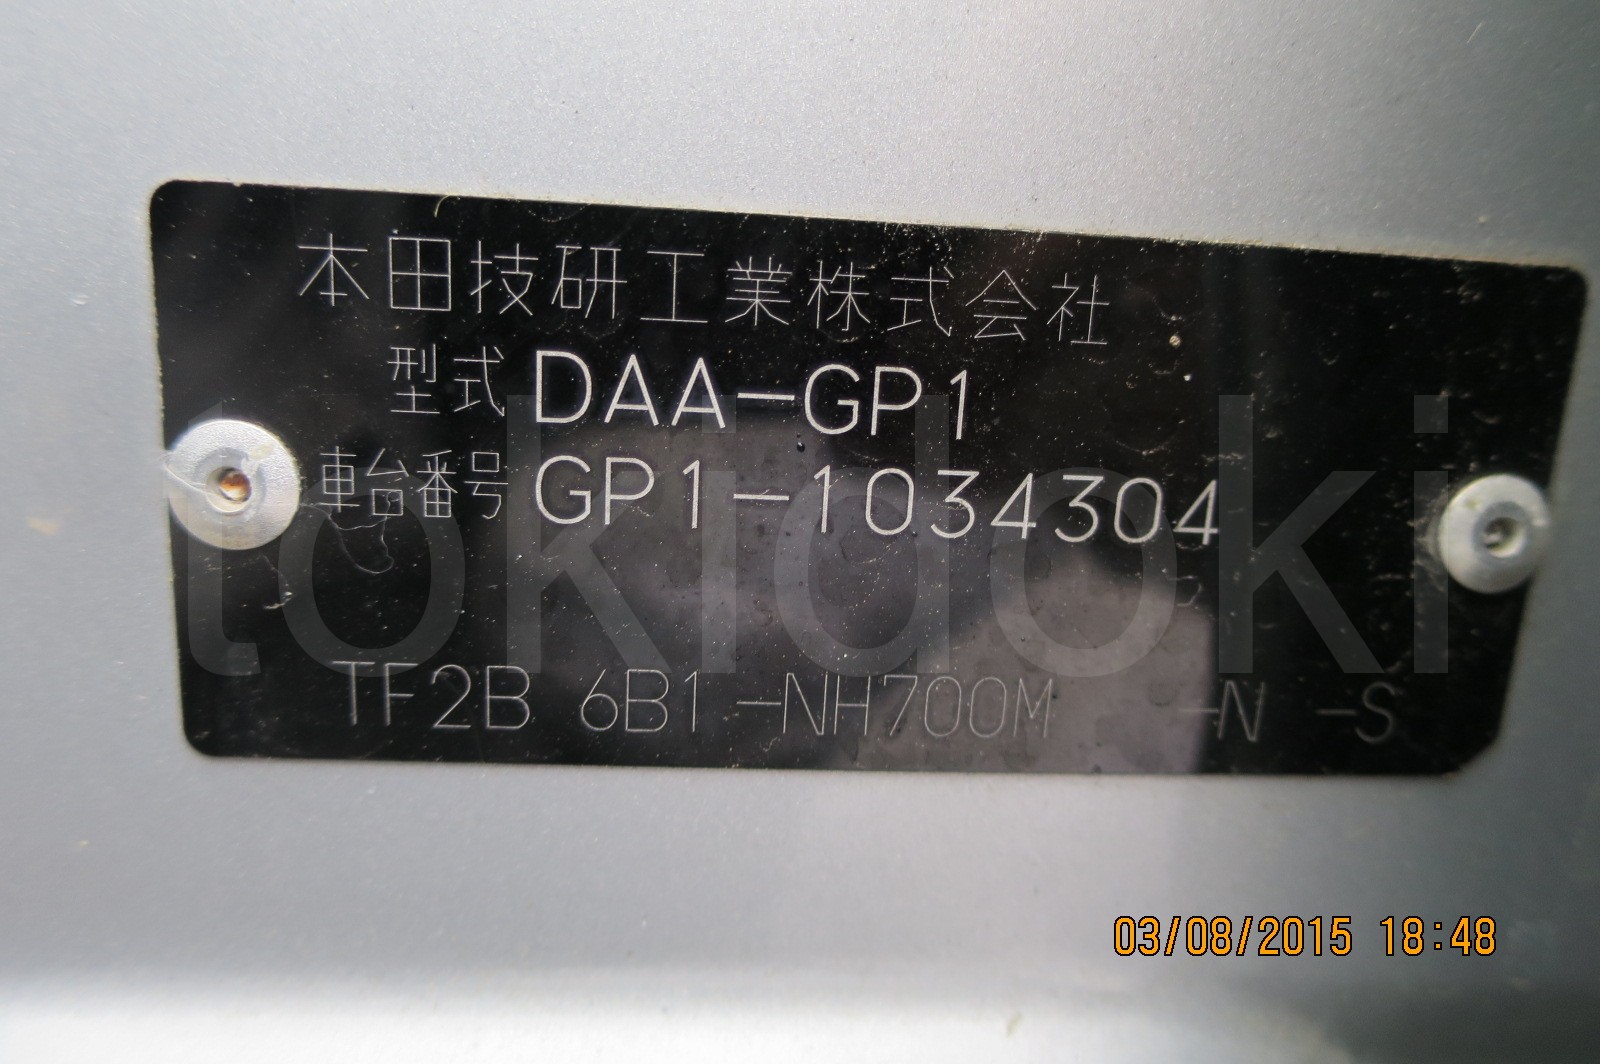 本田技研工業株式会社
型式 DAA-GP1
車台番号 GP1-1034304
tokidoki
TF2B 6B1-NH700M -N -S
03/08/2015 18:48